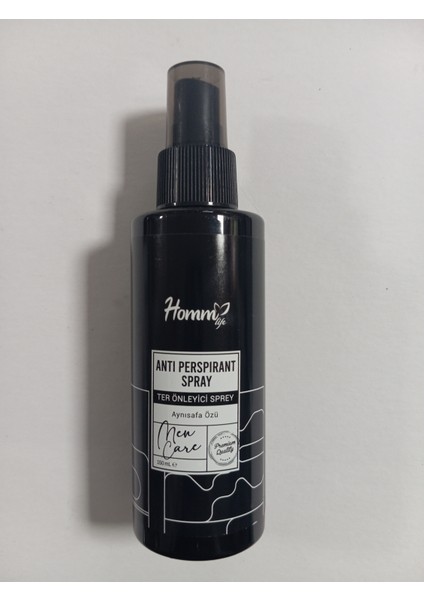 Homm
life
ANTI PERSPIRANT
SPRAY
TER ÖNLEYİCİ SPREY
Aynısafa Özü
Men
Care
Premium
Quality
150 mL ℮